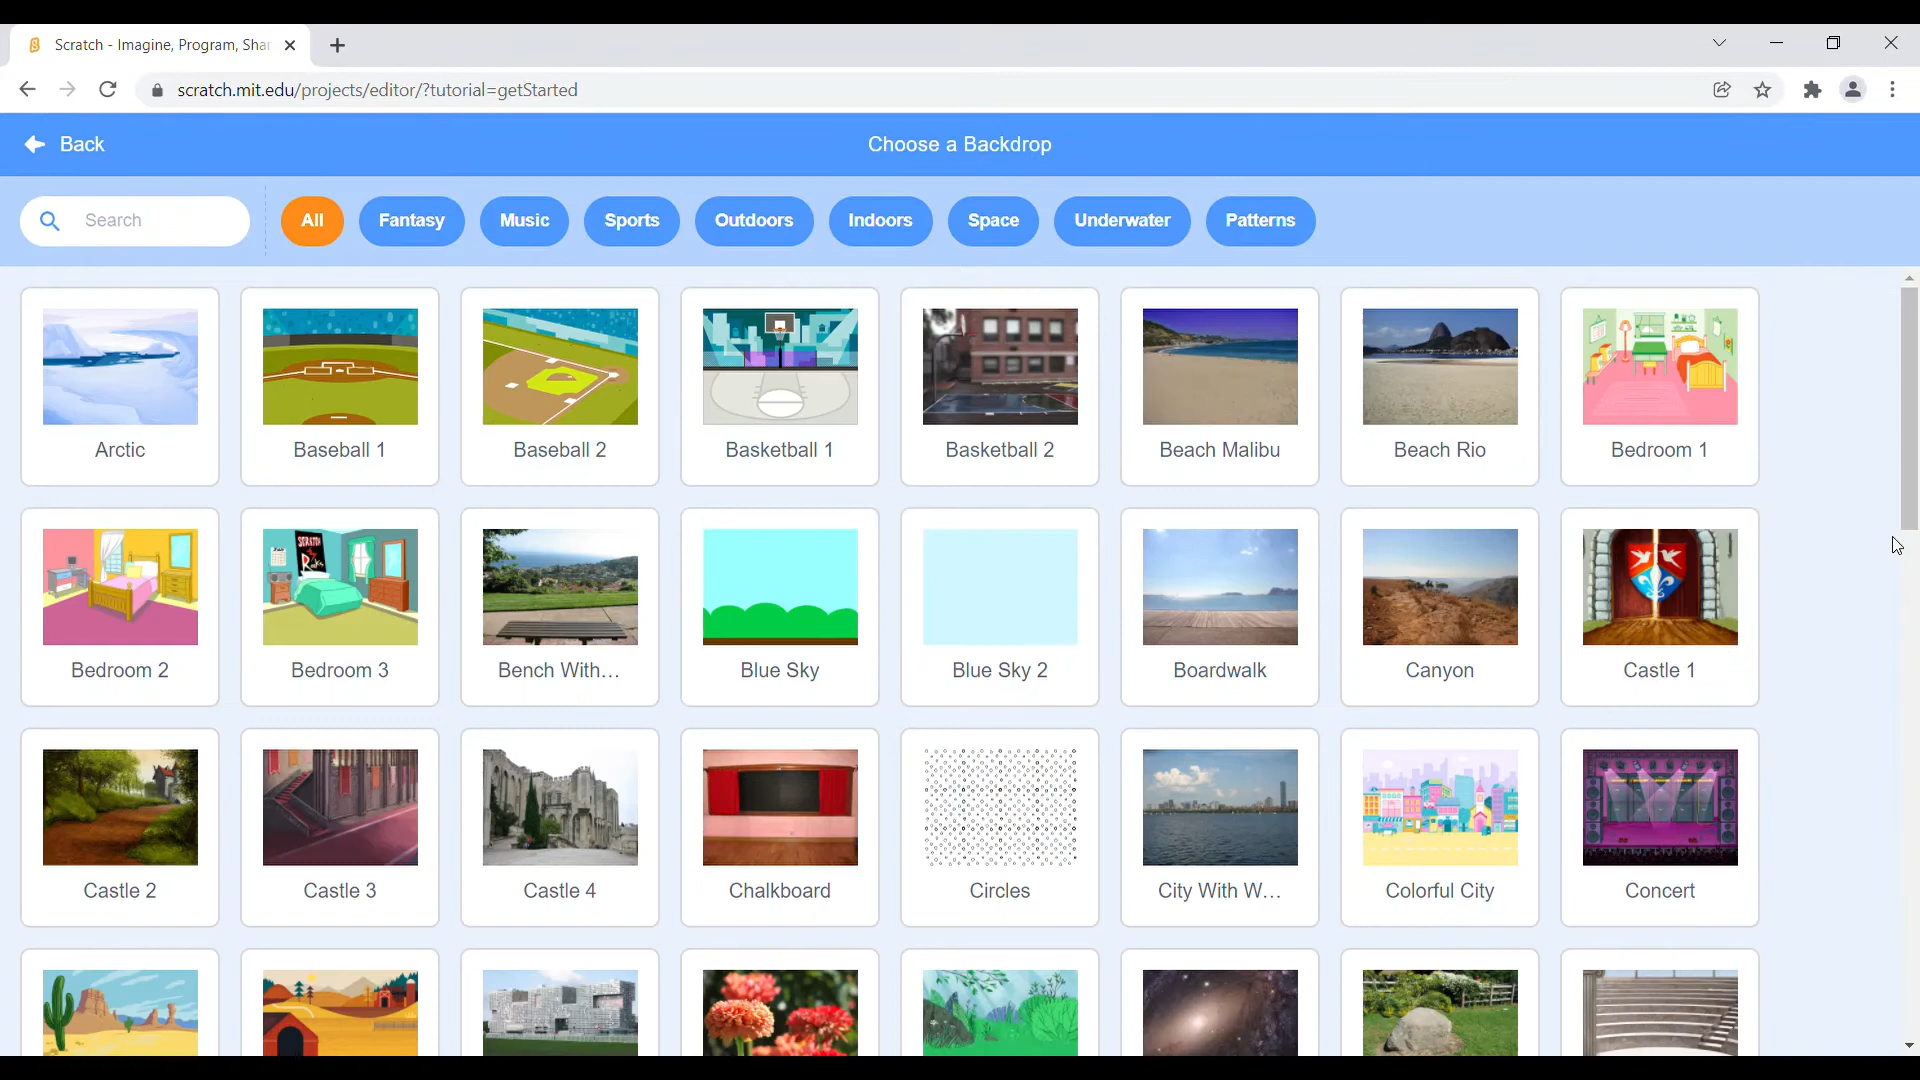 Scratch - Imagine, Program, Shar
scratch.mit.edu/projects/editor/?tutorial=getStarted
Back
Choose a Backdrop
Search
All
Fantasy
Music
Sports
Outdoors
Indoors
Space
Underwater
Patterns
Arctic
Baseball 1
Baseball 2
Basketball 1
Basketball 2
Beach Malibu
Beach Rio
Bedroom 1
SCRATCH
Rocks
Bedroom 2
Bedroom 3
Bench With...
Blue Sky
Blue Sky 2
Boardwalk
Canyon
Castle 1
Castle 2
Castle 3
Castle 4
Chalkboard
Circles
City With W...
Colorful City
Concert